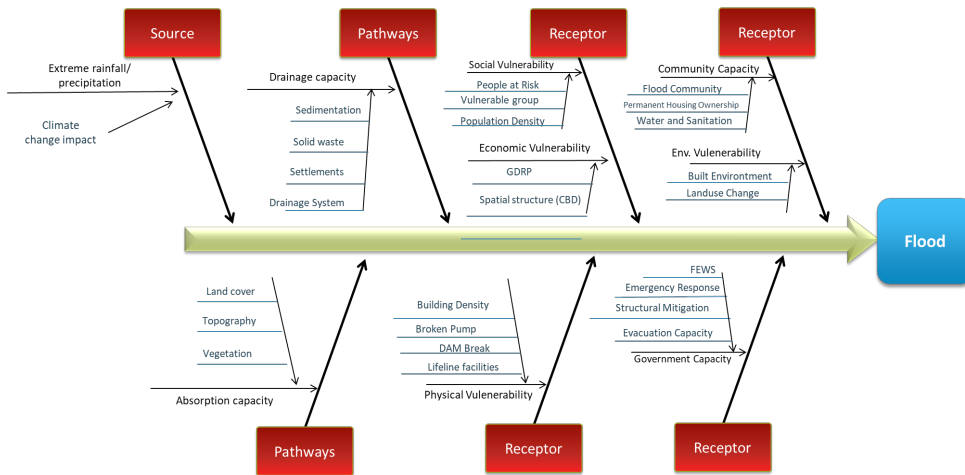 Source
Pathways
Receptor
Receptor
Extreme rainfall/
precipitation
Climate
change impact
Drainage capacity
Sedimentation
Solid waste
Settlements
Drainage System
Social Vulnerability
People at Risk
Vulnerable group
Population Density
Economic Vulnerability
GDRP
Spatial structure (CBD)
Community Capacity
Flood Community
Permanent Housing Ownership
Water and Sanitation
Env. Vulenerability
Built Environtment
Landuse Change
Flood
Land cover
Topography
Vegetation
Absorption capacity
Building Density
Broken Pump
DAM Break
Lifeline facilities
Physical Vulenerability
FEWS
Emergency Response
Structural Mitigation
Evacuation Capacity
Government Capacity
Pathways
Receptor
Receptor